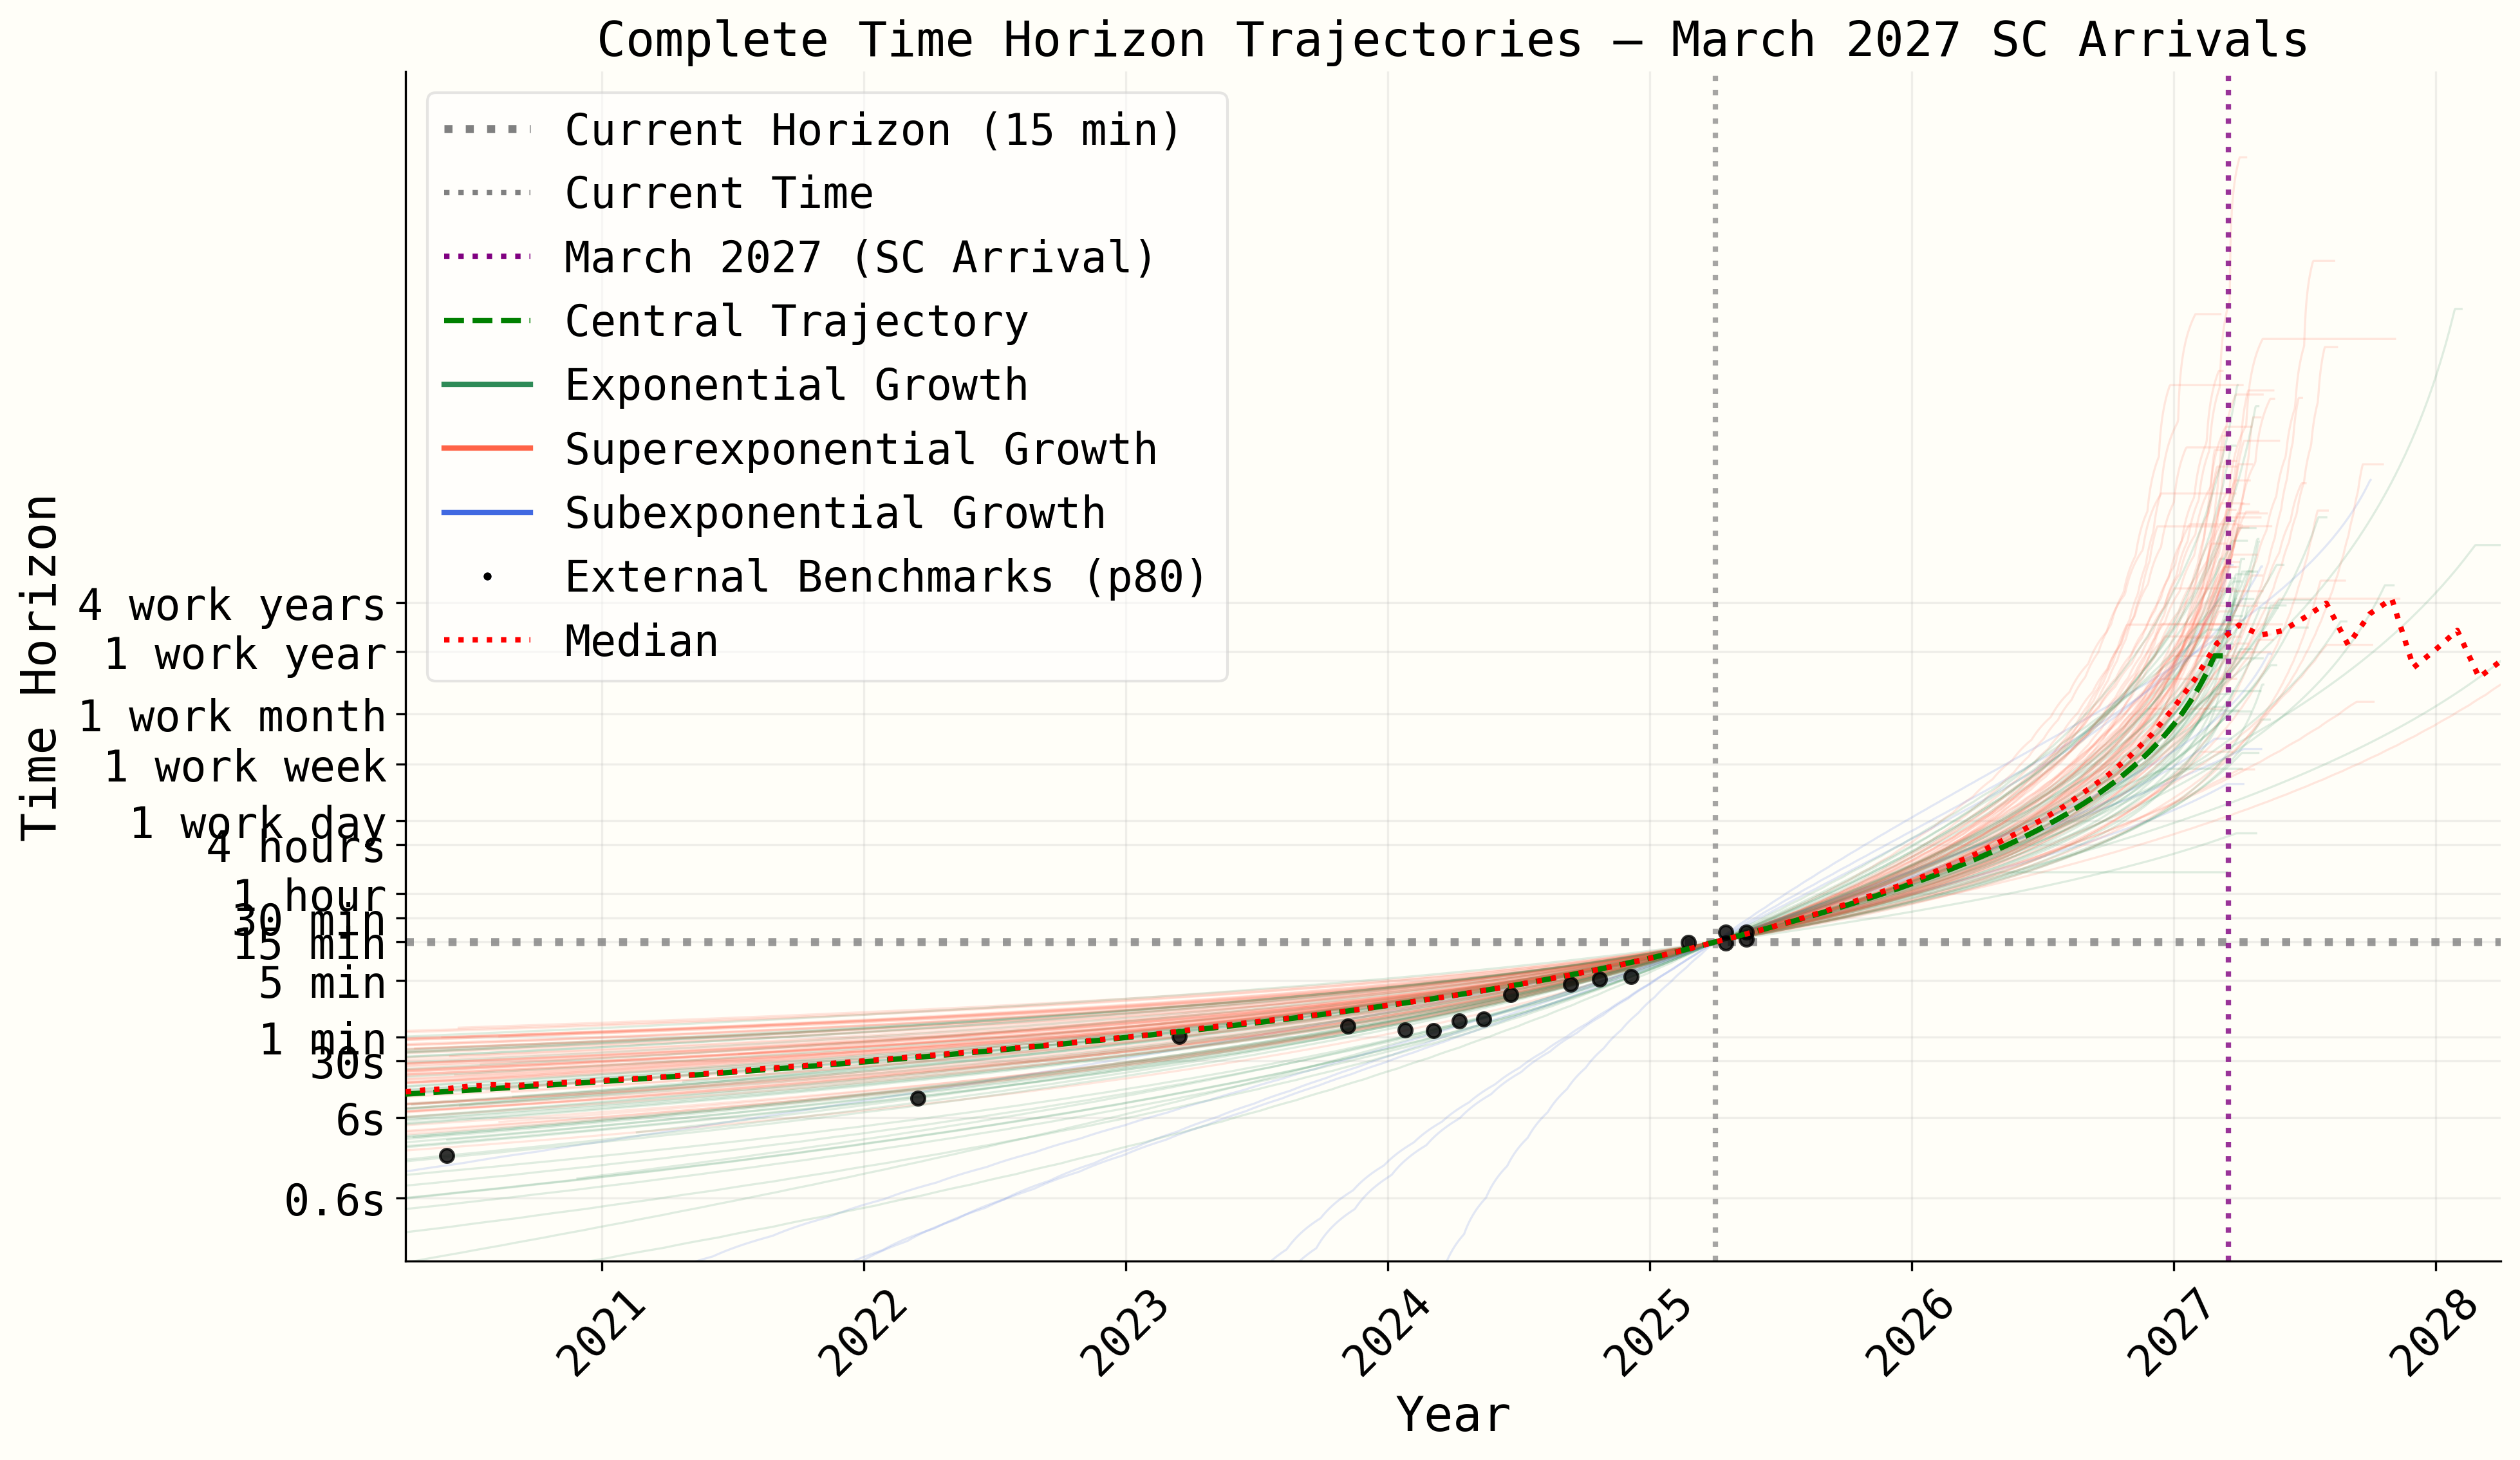 Complete Time Horizon Trajectories — March 2027 SC Arrivals
Current Horizon (15 min)
Current Time
March 2027 (SC Arrival)
Central Trajectory
Exponential Growth
Superexponential Growth
Subexponential Growth
External Benchmarks (p80)
Median
Time Horizon
4 work years
1 work year
1 work month
1 work week
1 work day
4 hours
1 hour
30 min
15 min
5 min
1 min
30s
6s
0.6s
2021
2022
2023
2024
2025
2026
2027
2028
Year